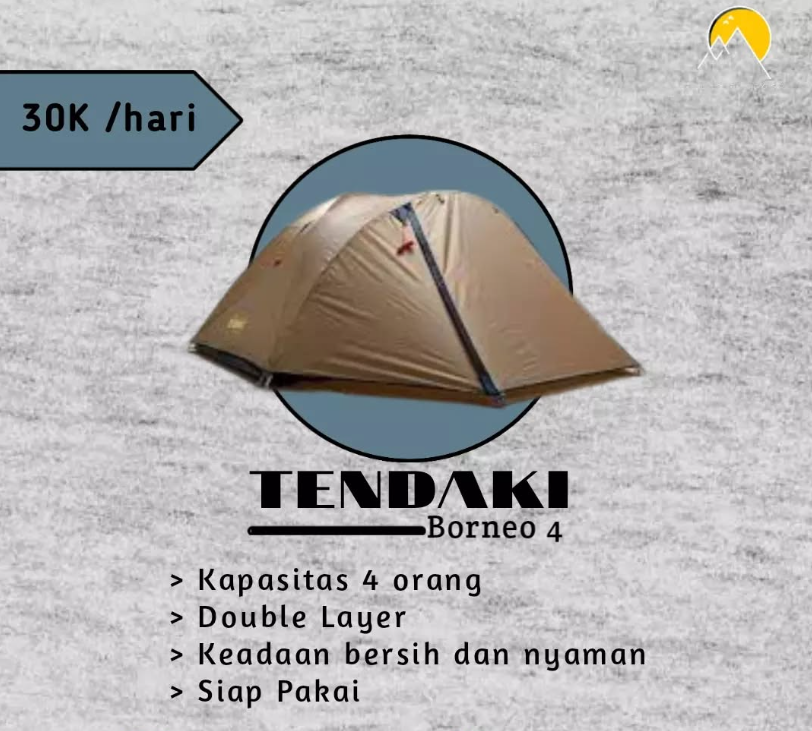 30K /hari
TENDAKI
Borneo 4
> Kapasitas 4 orang
> Double Layer
> Keadaan bersih dan nyaman
> Siap Pakai